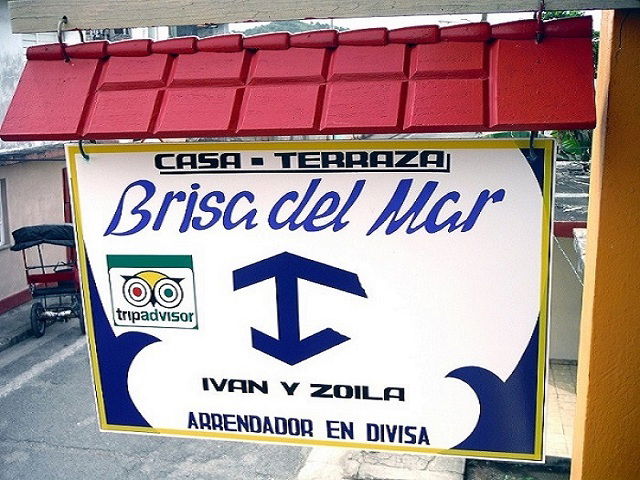 CASA - TERRAZA
Brisa del Mar
tripadvisor
IVAN Y ZOILA
ARRENDADOR EN DIVISA